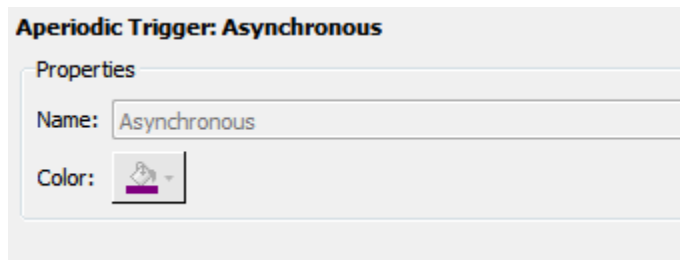 Aperiodic Trigger: Asynchronous
Properties
Name: Asynchronous
Color: